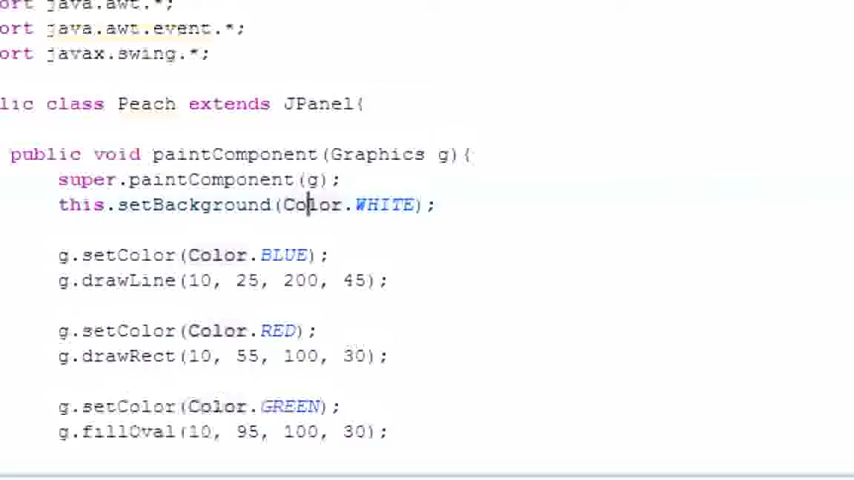 ort java.awt.*;
ort java.awt.event.*;
ort javax.swing.*;
lic class Peach extends JPanel{
public void paintComponent(Graphics g){
super.paintComponent(g);
this.setBackground(Color.WHITE);
g.setColor(Color.BLUE);
g.drawLine(10, 25, 200, 45);
g.setColor(Color.RED);
g.drawRect(10, 55, 100, 30);
g.setColor(Color.GREEN);
g.fillOval(10, 95, 100, 30);